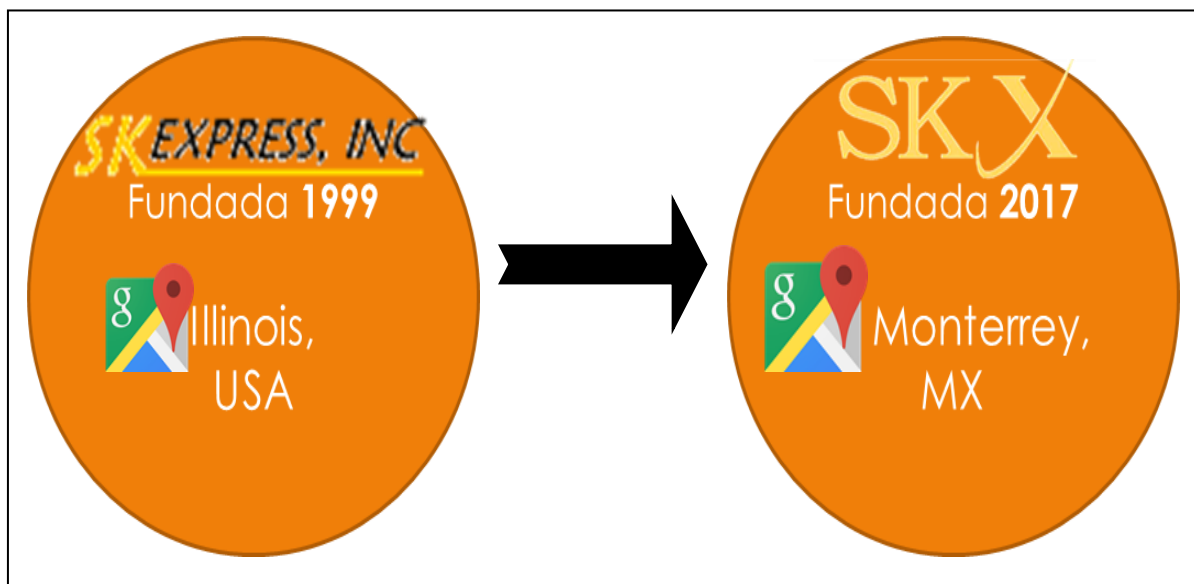 SK EXPRESS, INC
Fundada 1999
g
Illinois,
USA
SKX
Fundada 2017
g
Monterrey,
MX